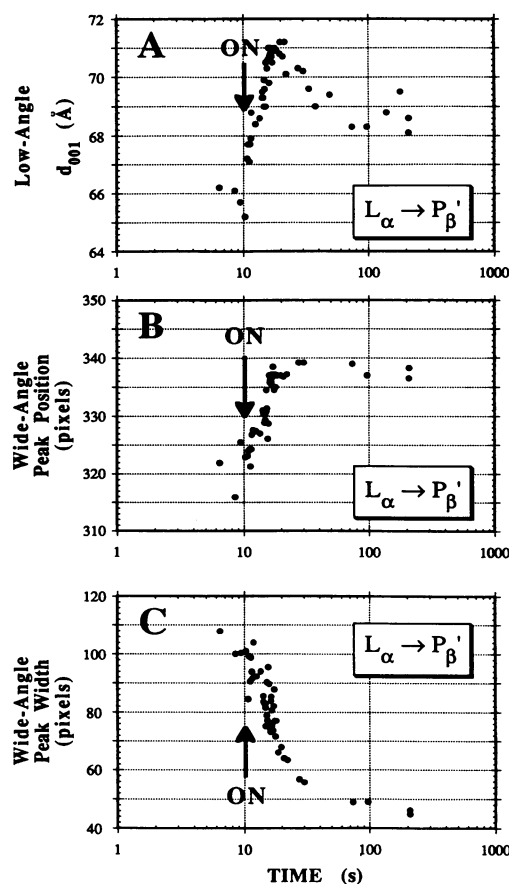 A
ON
Low-Angle
d001 (Å)
72
70
68
66
64
Lα → Pβ'
1
10
100
1000
B
ON
Wide-Angle
Peak Position
(pixels)
350
340
330
320
310
Lα → Pβ'
1
10
100
1000
C
Lα → Pβ'
Wide-Angle
Peak Width
(pixels)
120
100
80
60
40
ON
1
10
100
1000
TIME (s)